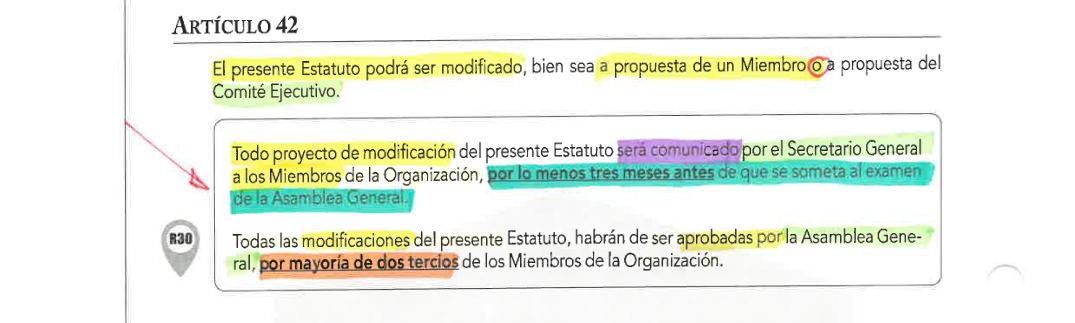 ARTÍCULO 42
El presente Estatuto podrá ser modificado, bien sea a propuesta de un Miembro o a propuesta del
Comité Ejecutivo.
Todo proyecto de modificación del presente Estatuto será comunicado por el Secretario General
a los Miembros de la Organización, por lo menos tres meses antes de que se someta al examen
de la Asamblea General.
R30
Todas las modificaciones del presente Estatuto, habrán de ser aprobadas por la Asamblea Gene-
ral, por mayoría de dos tercios de los Miembros de la Organización.